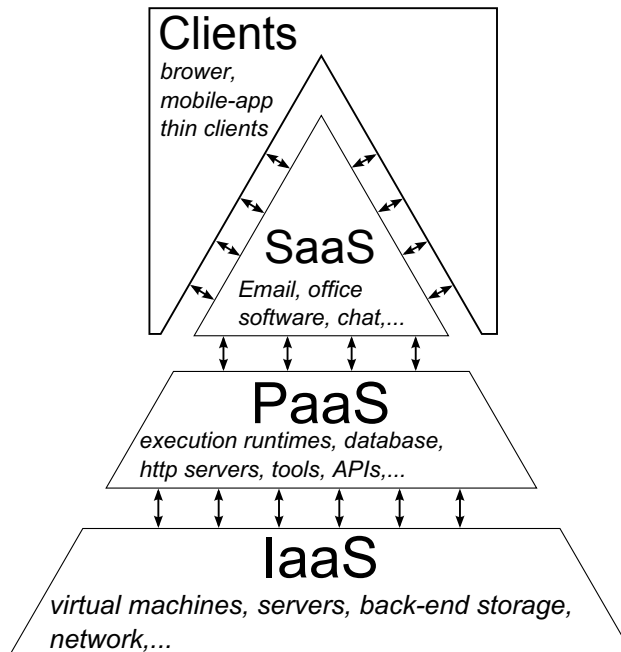 Clients
brower,
mobile-app
thin clients
SaaS
Email, office
software, chat,...
PaaS
execution runtimes, database,
http servers, tools, APIs,...
IaaS
virtual machines, servers, back-end storage,
network,...